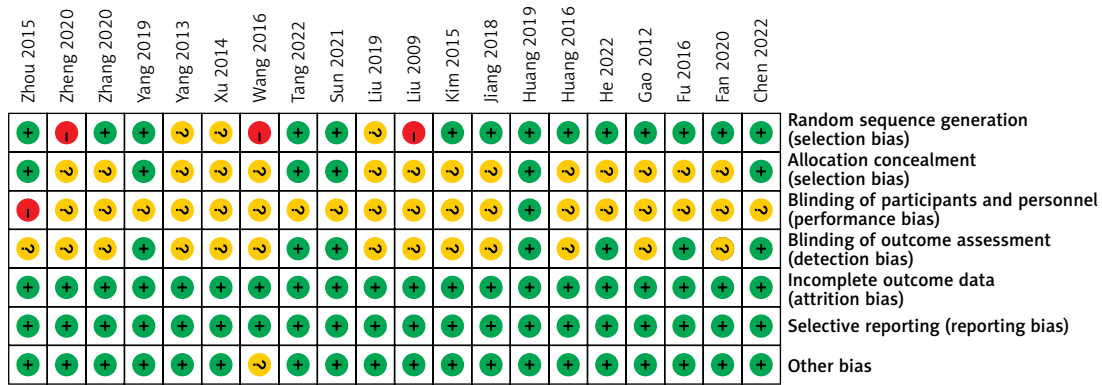 Zhou 2015
Zheng 2020
Zhang 2020
Yang 2019
Yang 2013
Xu 2014
Wang 2016
Tang 2022
Sun 2021
Liu 2019
Liu 2009
Kim 2015
Jiang 2018
Huang 2019
Huang 2016
He 2022
Gao 2012
Fu 2016
Fan 2020
Chen 2022
+ – + + ? ? – + + ? – + + + + + + + + +
Random sequence generation
(selection bias)
+ ? ? + ? ? ? + + ? ? ? ? + ? ? ? ? ? +
Allocation concealment
(selection bias)
– ? ? ? ? ? ? ? ? ? ? ? ? + ? ? ? ? ? ?
Blinding of participants and personnel
(performance bias)
? ? ? + ? ? ? + + ? ? ? ? + ? + ? + ? +
Blinding of outcome assessment
(detection bias)
+ + + + + + + + + + + + + + + + + + + +
Incomplete outcome data
(attrition bias)
+ + + + + + + + + + + + + + + + + + + +
Selective reporting (reporting bias)
+ + + + + + ? + + + + + + + + + + + + +
Other bias